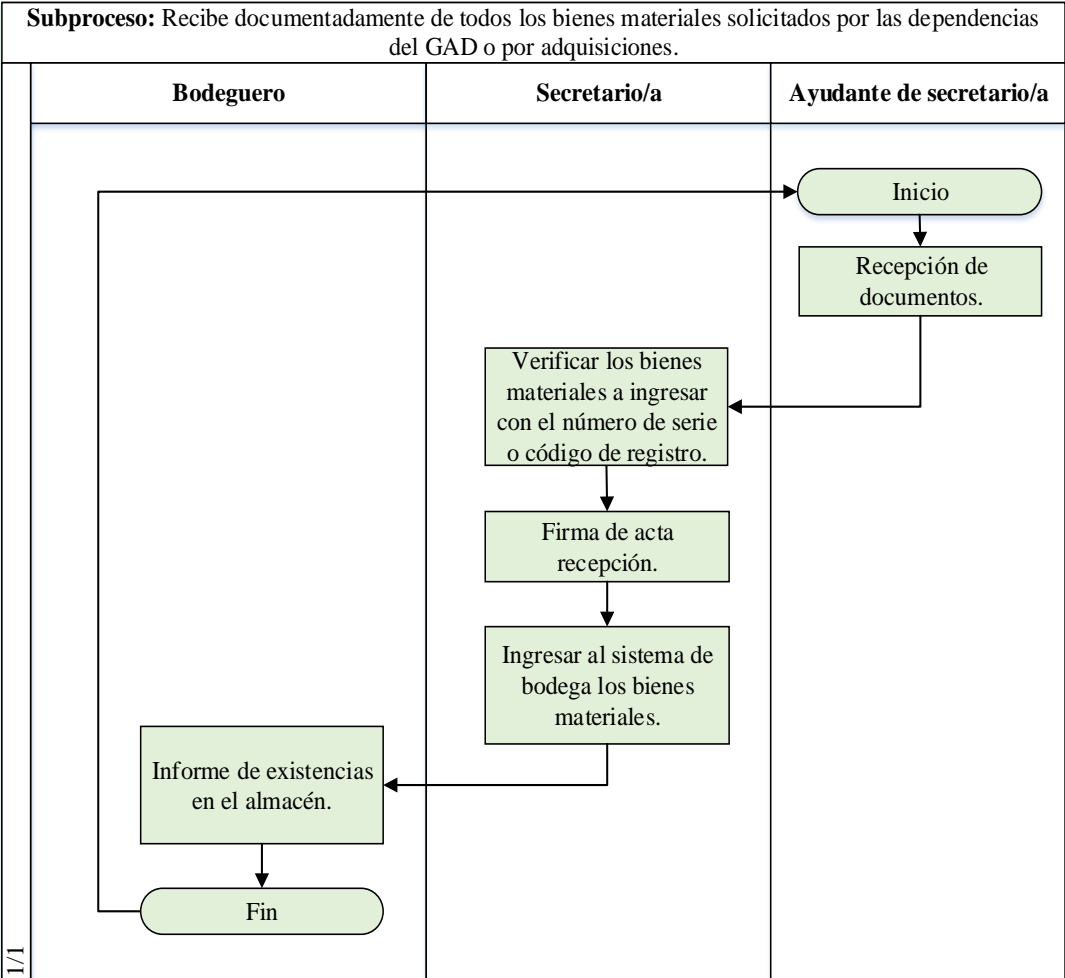 Subproceso: Recibe documentadamente de todos los bienes materiales solicitados por las dependencias
del GAD o por adquisiciones.
Bodeguero
Secretario/a
Ayudante de secretario/a
Inicio
Recepción de
documentos.
Verificar los bienes
materiales a ingresar
con el número de serie
o código de registro.
Firma de acta
recepción.
Ingresar al sistema de
bodega los bienes
materiales.
Informe de existencias
en el almacén.
Fin
1/1